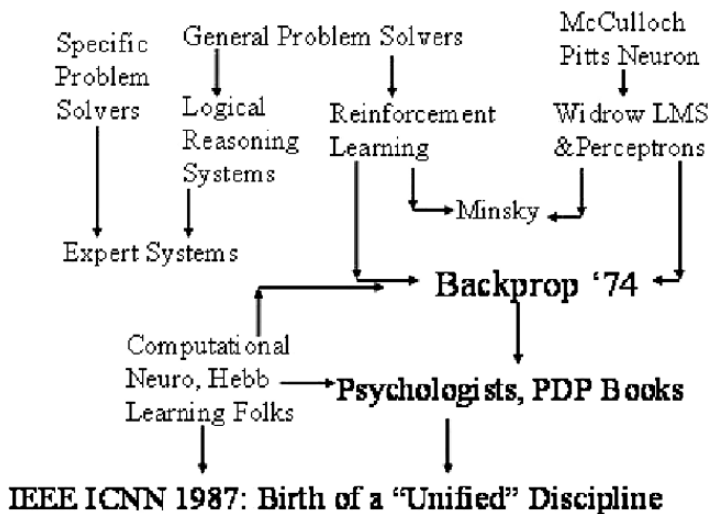 Specific
Problem
Solvers
General Problem Solvers
McCulloch
Pitts Neuron
Logical
Reasoning
Systems
Reinforcement
Learning
Widrow LMS
&Perceptrons
Minsky
Expert Systems
Backprop ‘74
Computational
Neuro, Hebb
Learning Folks
Psychologists, PDP Books
IEEE ICNN 1987: Birth of a “Unified” Discipline